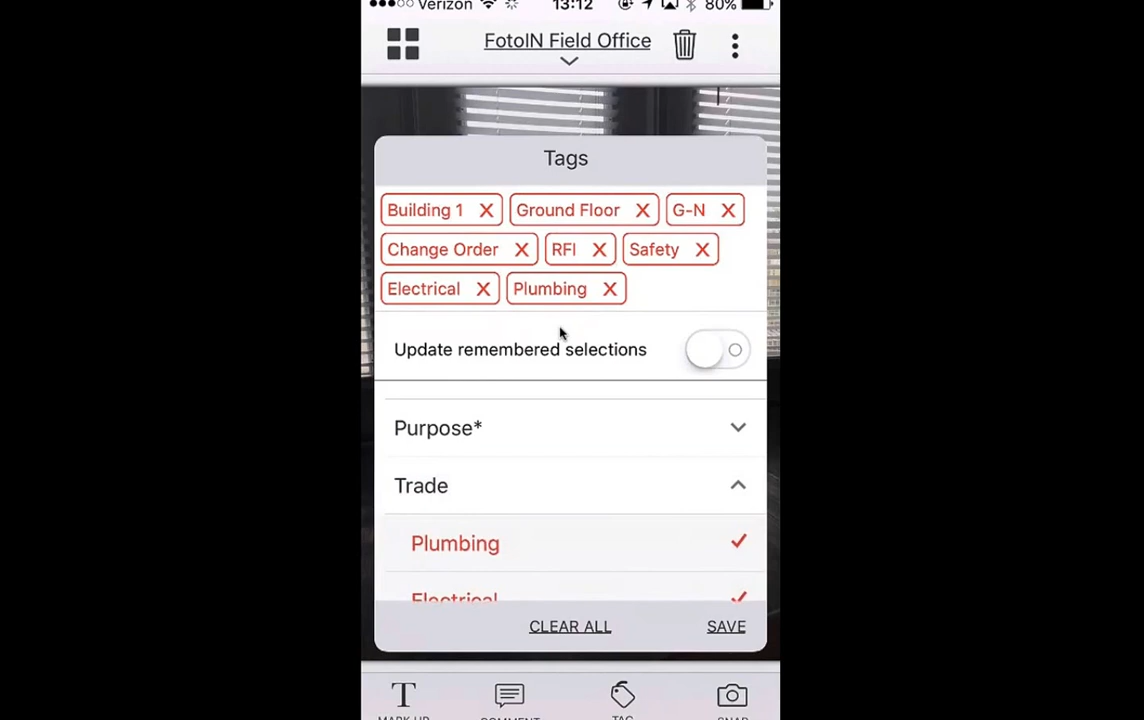 Verizon 13:12 80%
FotoIN Field Office
Tags
Building 1 X Ground Floor X G-N X
Change Order X RFI X Safety X
Electrical X Plumbing X
Update remembered selections
Purpose*
Trade
Plumbing
Electrical
CLEAR ALL SAVE
MARK UP COMMENT TAG SNAP